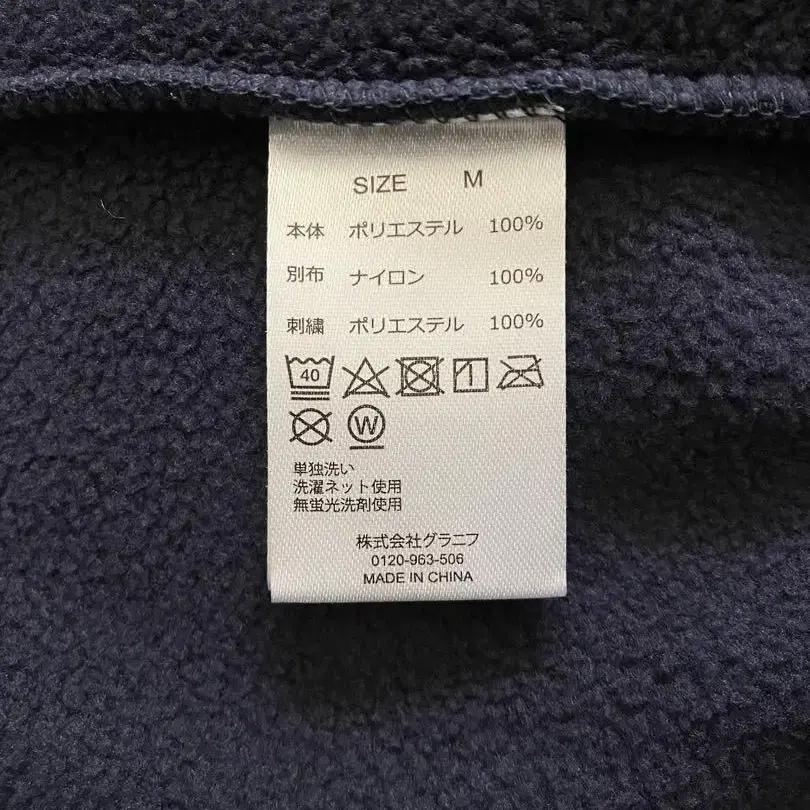 SIZE M
本体 ポリエステル 100%
別布 ナイロン 100%
刺繍 ポリエステル 100%
40
W
単独洗い
洗濯ネット使用
無蛍光洗剤使用
株式会社グラニフ
0120-963-506
MADE IN CHINA